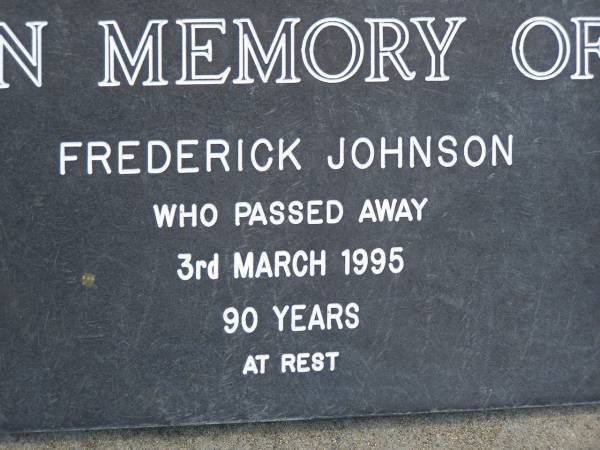 N MEMORY OF
FREDERICK JOHNSON
WHO PASSED AWAY
3rd MARCH 1995
90 YEARS
AT REST